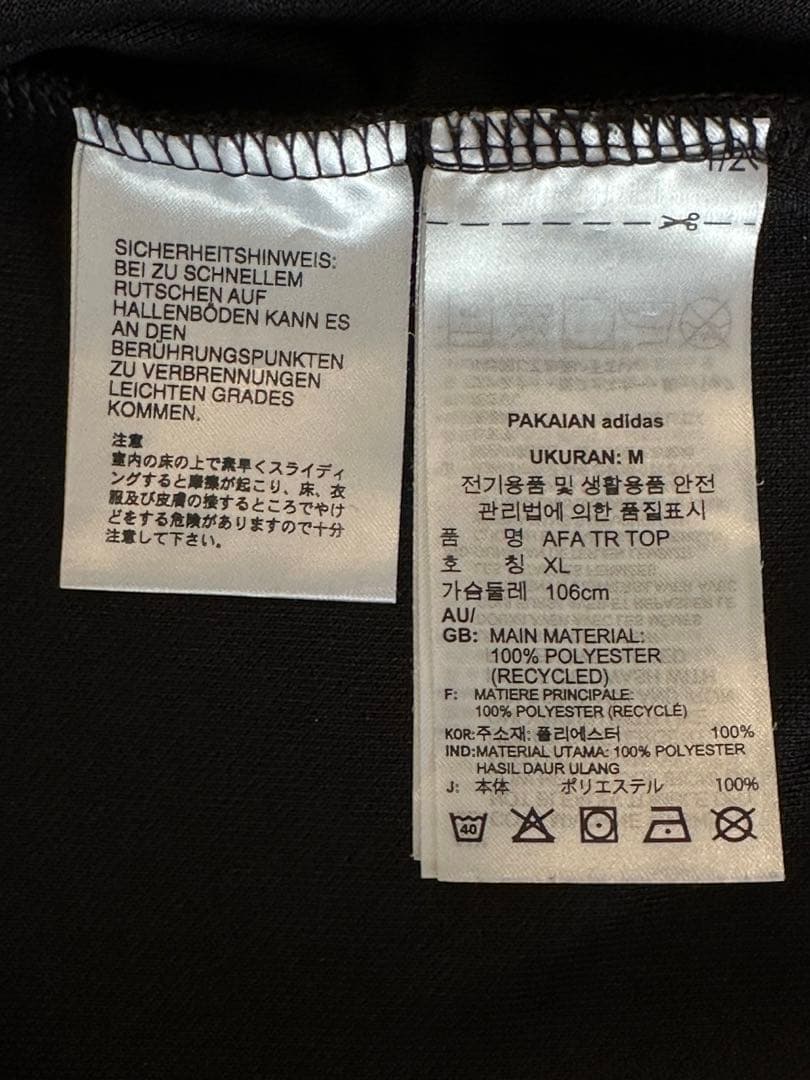 SICHERHEITSHINWEIS:
BEI ZU SCHNELLEM
RUTSCHEN AUF
HALLENBÖDEN KANN ES
AN DEN
BERÜHRUNGSPUNKTEN
ZU VERBRENNUNGEN
LEICHTEN GRADES
KOMMEN.
注意
室内の床の上で素早くスライディ
ングすると摩擦が起こり、床、衣
服及び皮膚の接するところでやけ
どをする危険がありますので十分
注意して下さい。
PAKAIAN adidas
UKURAN: M
전기용품 및 생활용품 안전
관리법에 의한 품질표시
품 명 AFA TR TOP
호 칭 XL
가슴둘레 106cm
AU/
GB: MAIN MATERIAL:
100% POLYESTER
(RECYCLED)
F: MATIERE PRINCIPALE:
100% POLYESTER (RECYCLÉ)
KOR:주소재: 폴리에스터 100%
IND:MATERIAL UTAMA: 100% POLYESTER
HASIL DAUR ULANG
J: 本体 ポリエステル 100%
40